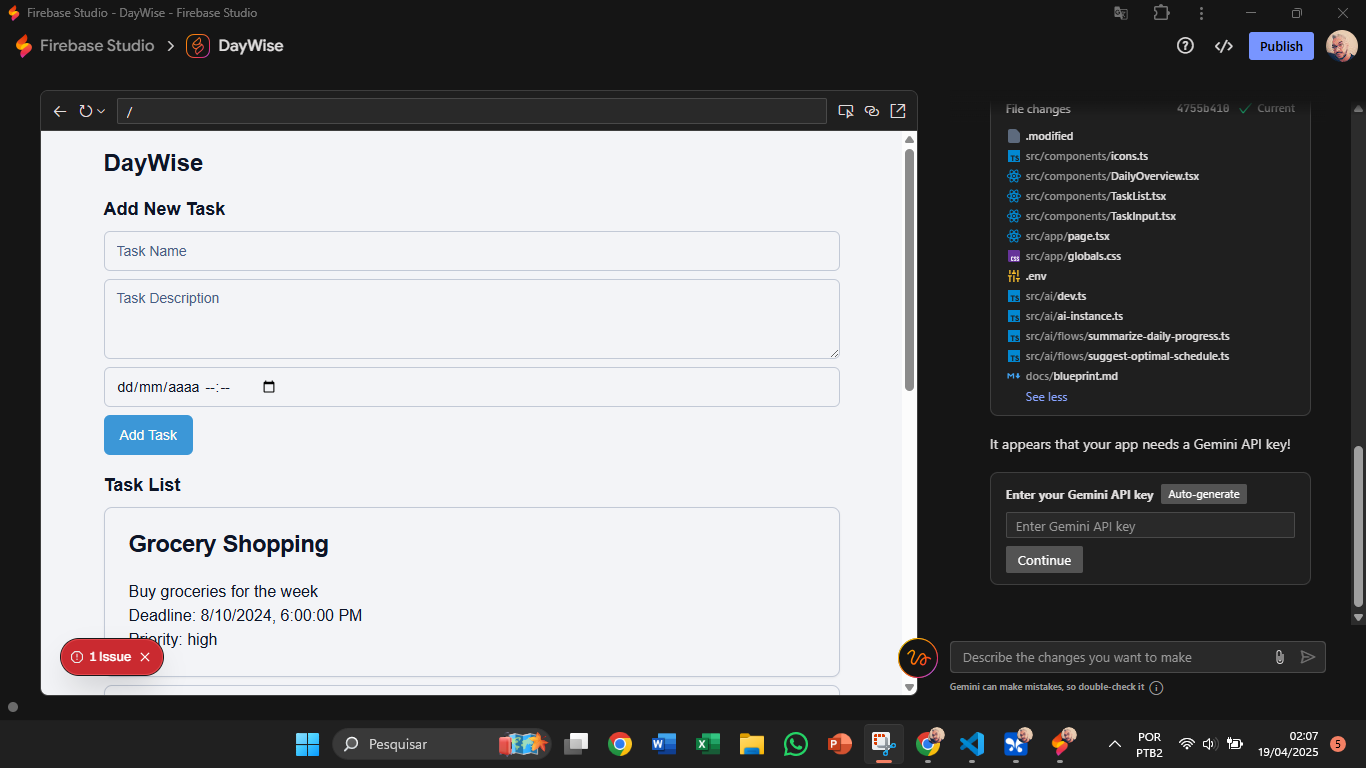 Firebase Studio - DayWise - Firebase Studio
Firebase Studio
DayWise
Publish
/
DayWise
Add New Task
Task Name
Task Description
dd/mm/aaaa --:--
Add Task
Task List
Grocery Shopping
Buy groceries for the week
Deadline: 8/10/2024, 6:00:00 PM
Priority: high
1 Issue
File changes
4755b410
Current
.modified
src/components/icons.ts
src/components/DailyOverview.tsx
src/components/TaskList.tsx
src/components/TaskInput.tsx
src/app/page.tsx
src/app/globals.css
.env
src/ai/dev.ts
src/ai/ai-instance.ts
src/ai/flows/summarize-daily-progress.ts
src/ai/flows/suggest-optimal-schedule.ts
docs/blueprint.md
See less
It appears that your app needs a Gemini API key!
Enter your Gemini API key
Auto-generate
Enter Gemini API key
Continue
Describe the changes you want to make
Gemini can make mistakes, so double-check it
Pesquisar
POR
PTB2
02:07
19/04/2025
5